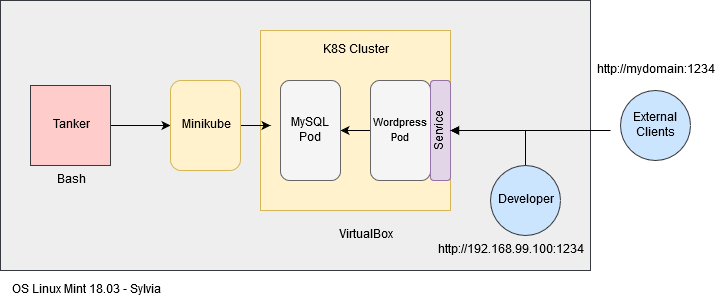 K8S Cluster
http://mydomain:1234
Tanker
Minikube
MySQL
Pod
Wordpress
Pod
Service
External
Clients
Bash
Developer
VirtualBox
http://192.168.99.100:1234
OS Linux Mint 18.03 - Sylvia